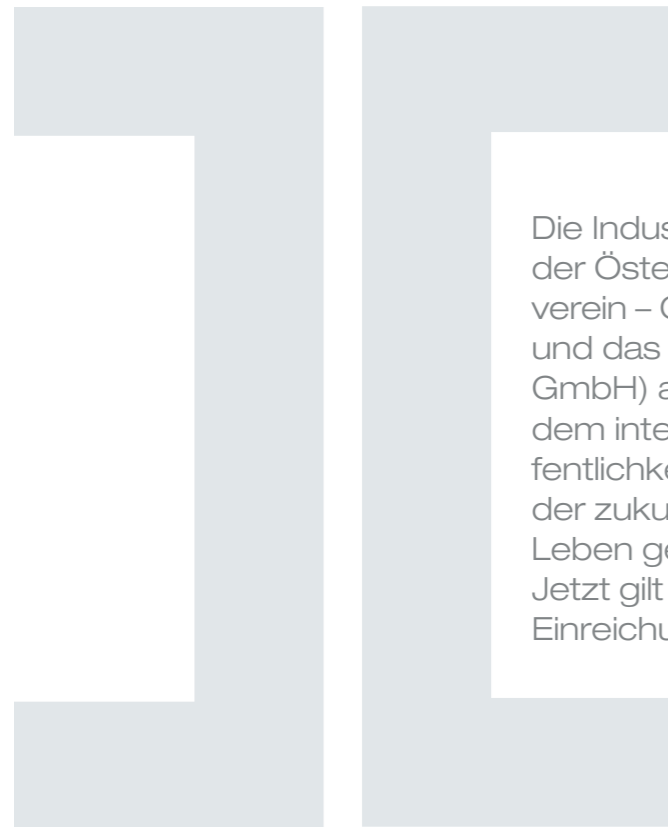 Die Indus
der Öste
verein –
und das
GmbH) a
dem inte
fentlichke
der zuku
Leben ge
Jetzt gilt
Einreichu